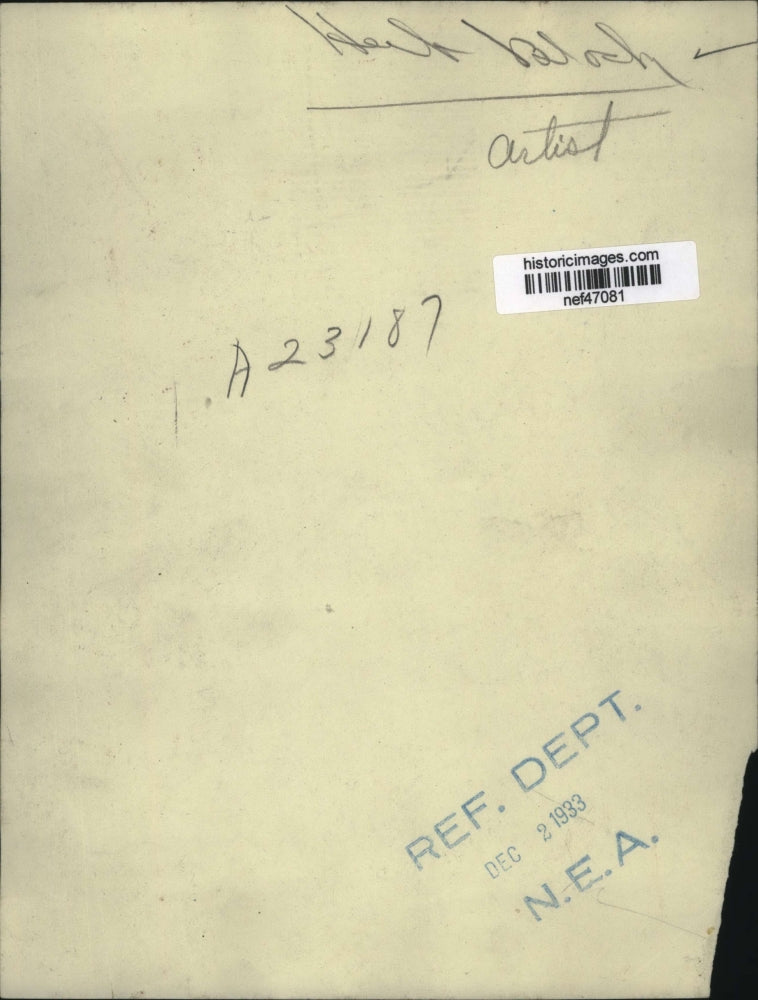 artist
historicimages.com
nef47081
A23187
REF. DEPT.
DEC 2 1933
N.E.A.